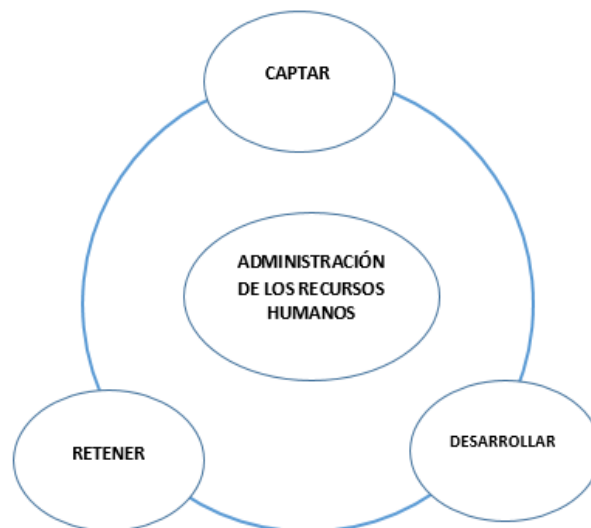 CAPTAR
ADMINISTRACIÓN
DE LOS RECURSOS
HUMANOS
RETENER
DESARROLLAR